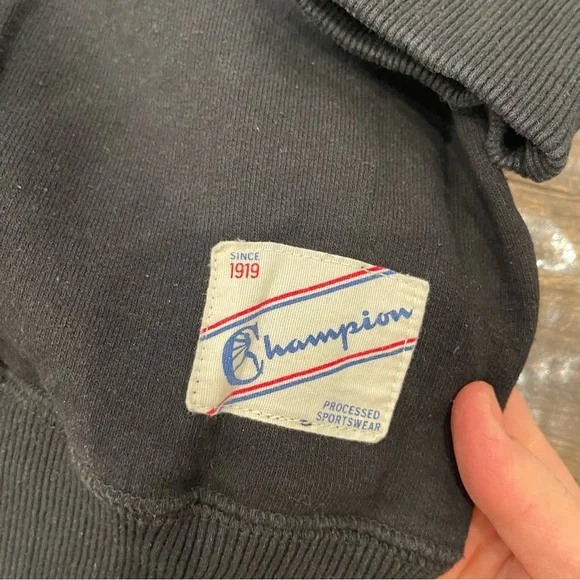 SINCE
1919
Champion
PROCESSED
SPORTSWEAR